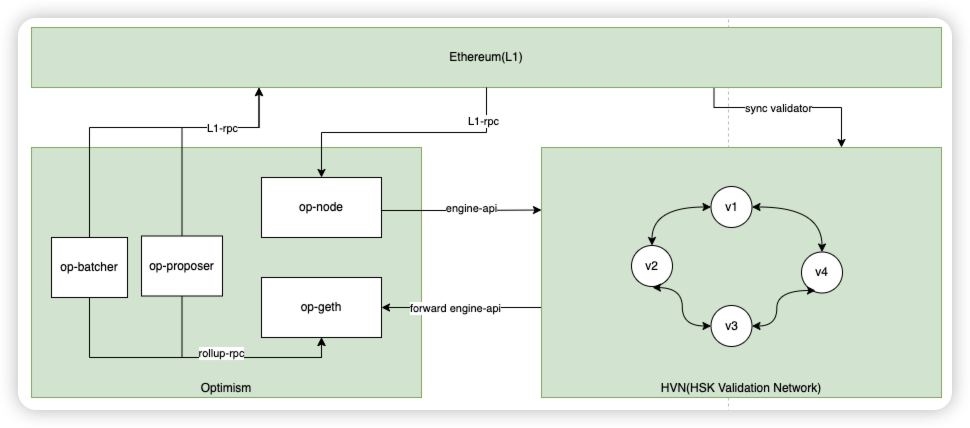 Ethereum(L1)
sync validator
L1-rpc
L1-rpc
op-node
engine-api
v1
op-batcher
op-proposer
v2
v4
op-geth
forward engine-api
v3
rollup-rpc
Optimism
HVN(HSK Validation Network)